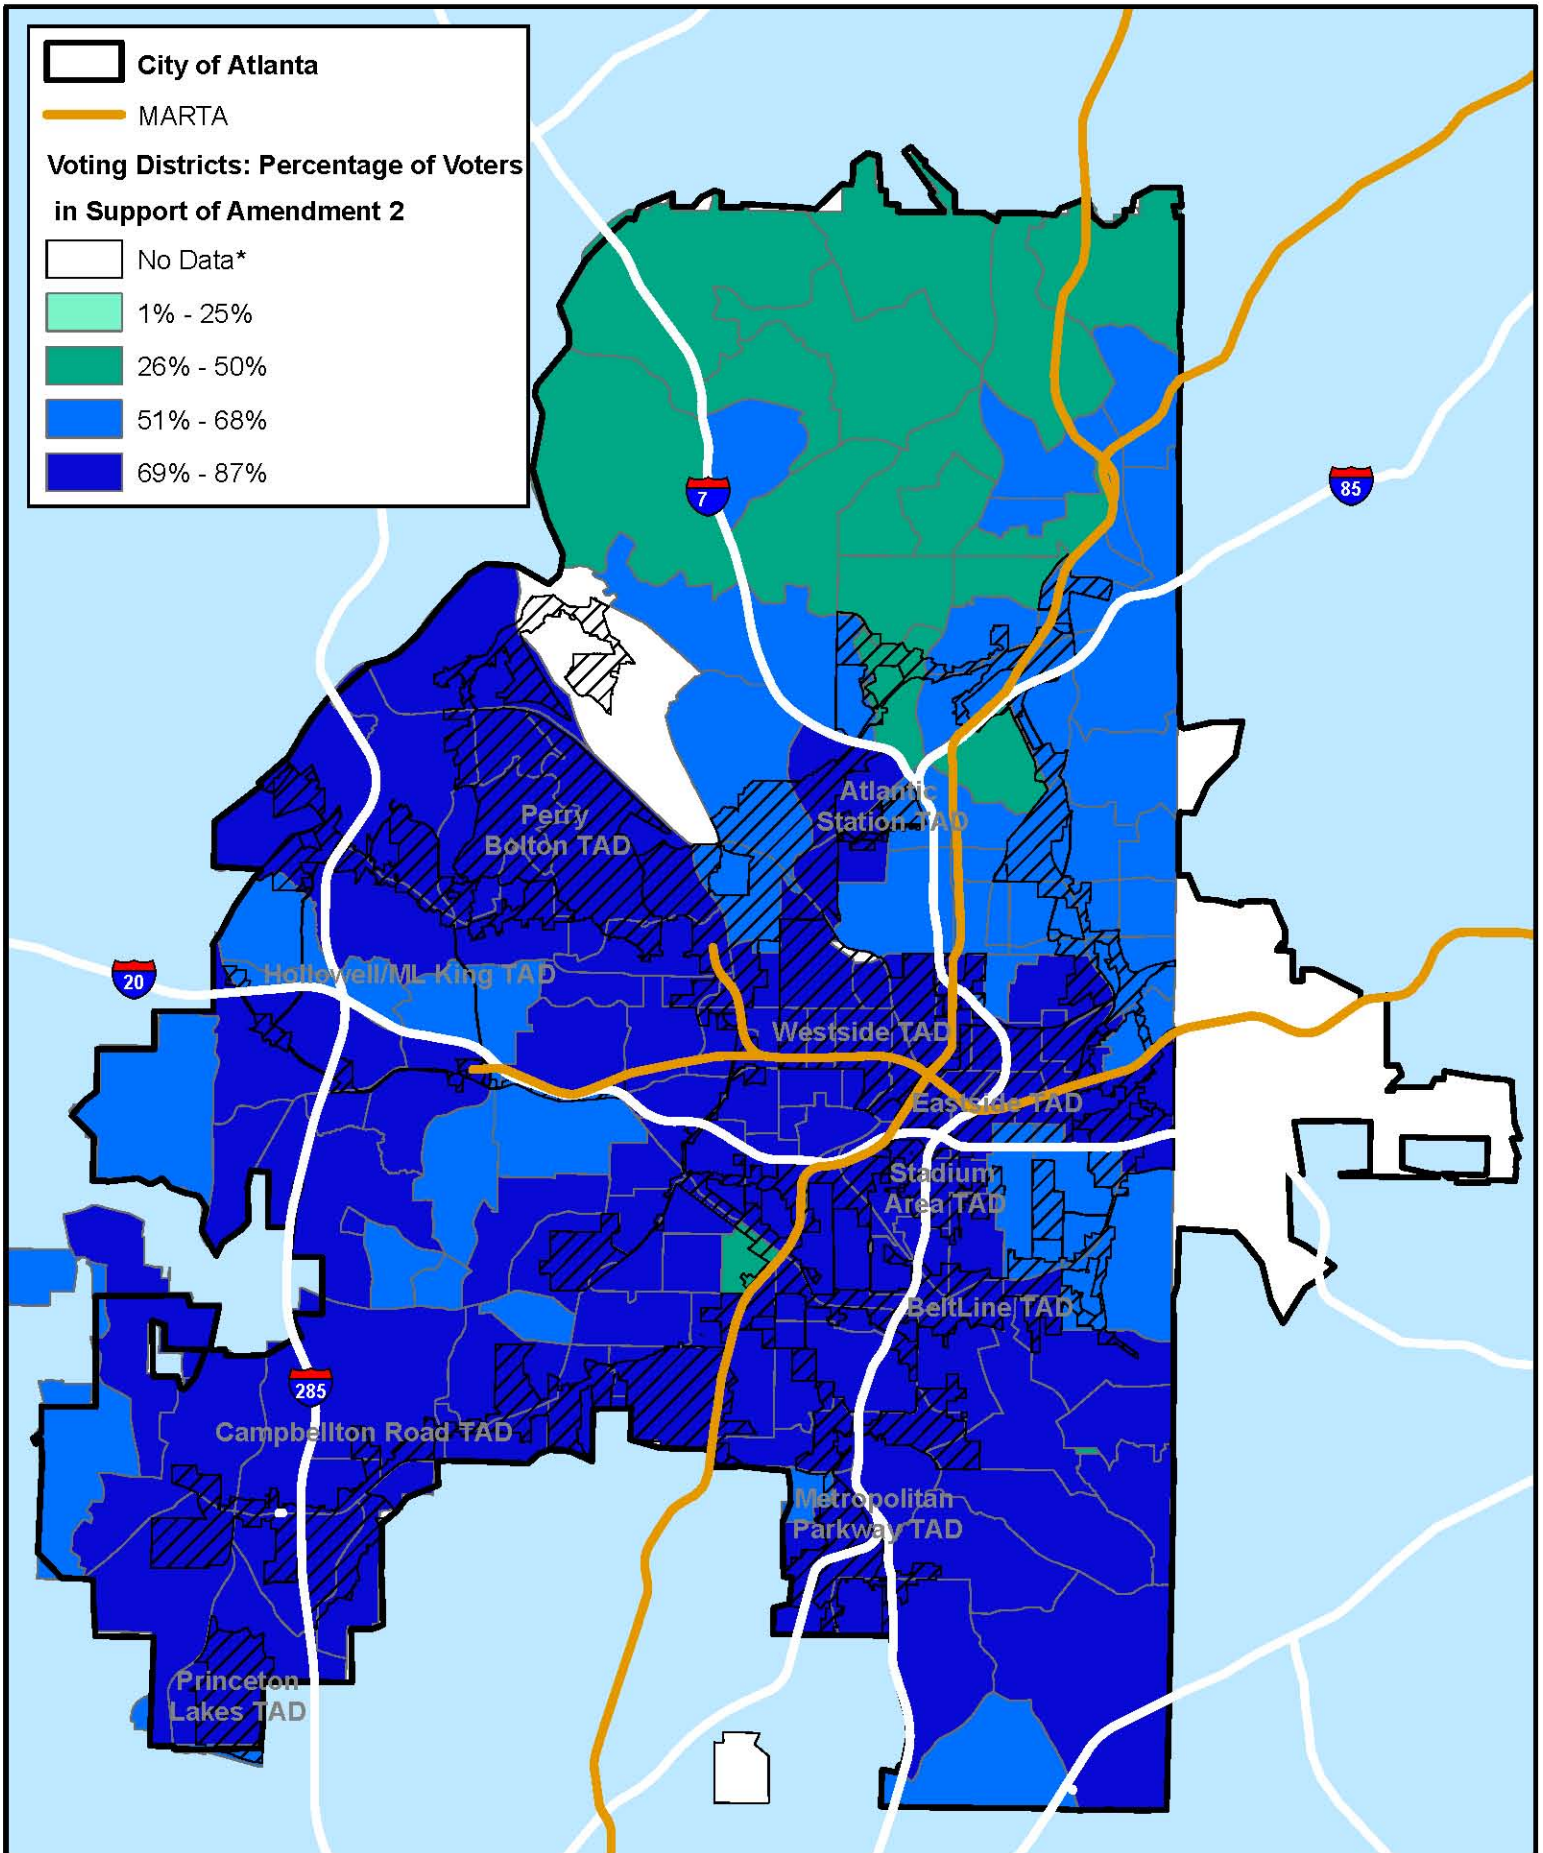 City of Atlanta
MARTA
Voting Districts: Percentage of Voters
in Support of Amendment 2
No Data*
1% - 25%
26% - 50%
51% - 68%
69% - 87%
7
85
Atlantic
Station TAD
Perry
Bolton TAD
20
Hollowell/ML King TAD
Westside TAD
Eastside TAD
Stadium
Area TAD
BeltLine TAD
285
Campbellton Road TAD
Metropolitan
Parkway TAD
Princeton
Lakes TAD